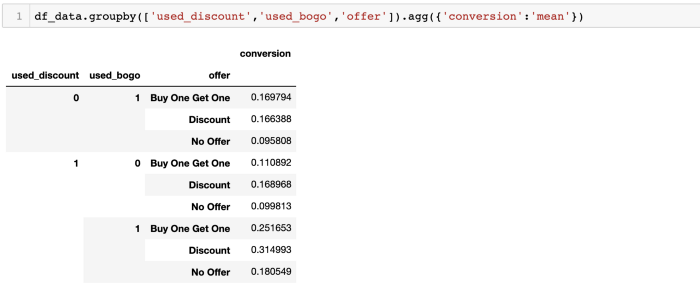 1 df_data.groupby(['used_discount','used_bogo','offer']).agg({'conversion':'mean'})
conversion
used_discount used_bogo offer
0 1 Buy One Get One 0.169794
Discount 0.166388
No Offer 0.095808
1 0 Buy One Get One 0.110892
Discount 0.168968
No Offer 0.099813
1 Buy One Get One 0.251653
Discount 0.314993
No Offer 0.180549